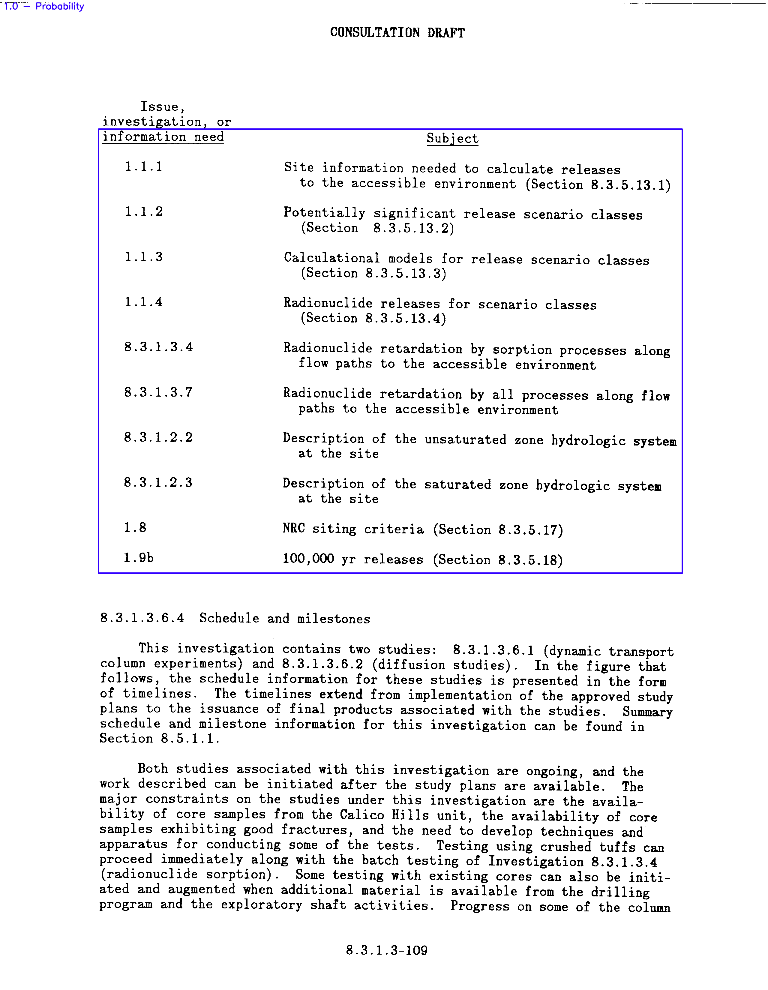 1.0 — Probability
CONSULTATION DRAFT
Issue,
investigation, or
information need Subject
1.1.1 Site information needed to calculate releases
to the accessible environment (Section 8.3.5.13.1)
1.1.2 Potentially significant release scenario classes
(Section 8.3.5.13.2)
1.1.3 Calculational models for release scenario classes
(Section 8.3.5.13.3)
1.1.4 Radionuclide releases for scenario classes
(Section 8.3.5.13.4)
8.3.1.3.4 Radionuclide retardation by sorption processes along
flow paths to the accessible environment
8.3.1.3.7 Radionuclide retardation by all processes along flow
paths to the accessible environment
8.3.1.2.2 Description of the unsaturated zone hydrologic system
at the site
8.3.1.2.3 Description of the saturated zone hydrologic system
at the site
1.8 NRC siting criteria (Section 8.3.5.17)
1.9b 100,000 yr releases (Section 8.3.5.18)
8.3.1.3.6.4 Schedule and milestones
This investigation contains two studies: 8.3.1.3.6.1 (dynamic transport
column experiments) and 8.3.1.3.6.2 (diffusion studies). In the figure that
follows, the schedule information for these studies is presented in the form
of timelines. The timelines extend from implementation of the approved study
plans to the issuance of final products associated with the studies. Summary
schedule and milestone information for this investigation can be found in
Section 8.5.1.1.
Both studies associated with this investigation are ongoing, and the
work described can be initiated after the study plans are available. The
major constraints on the studies under this investigation are the availa-
bility of core samples from the Calico Hills unit, the availability of core
samples exhibiting good fractures, and the need to develop techniques and
apparatus for conducting some of the tests. Testing using crushed tuffs can
proceed immediately along with the batch testing of Investigation 8.3.1.3.4
(radionuclide sorption). Some testing with existing cores can also be initi-
ated and augmented when additional material is available from the drilling
program and the exploratory shaft activities. Progress on some of the column
8.3.1.3-109